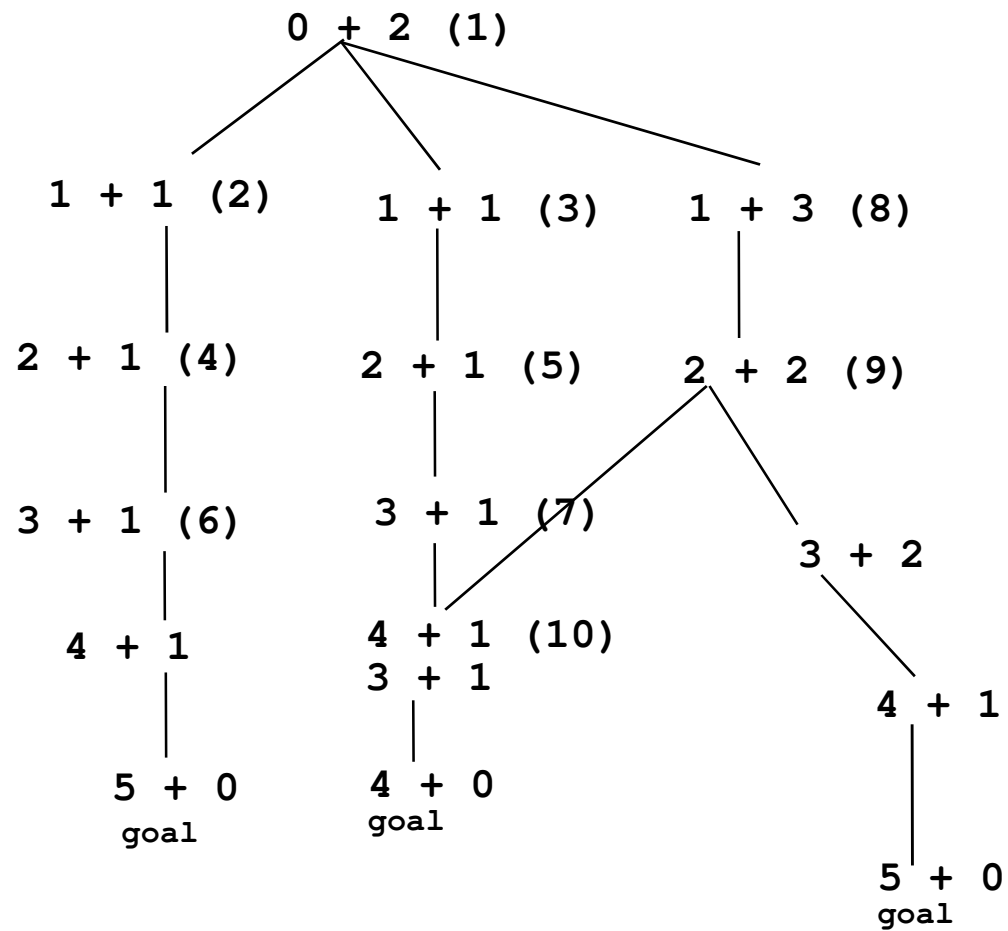 0 + 2 (1)
1 + 1 (2)
1 + 1 (3)
1 + 3 (8)
2 + 1 (4)
2 + 1 (5)
2 + 2 (9)
3 + 1 (6)
3 + 1 (7)
3 + 2
4 + 1
4 + 1 (10)
3 + 1
4 + 1
5 + 0
goal
4 + 0
goal
5 + 0
goal